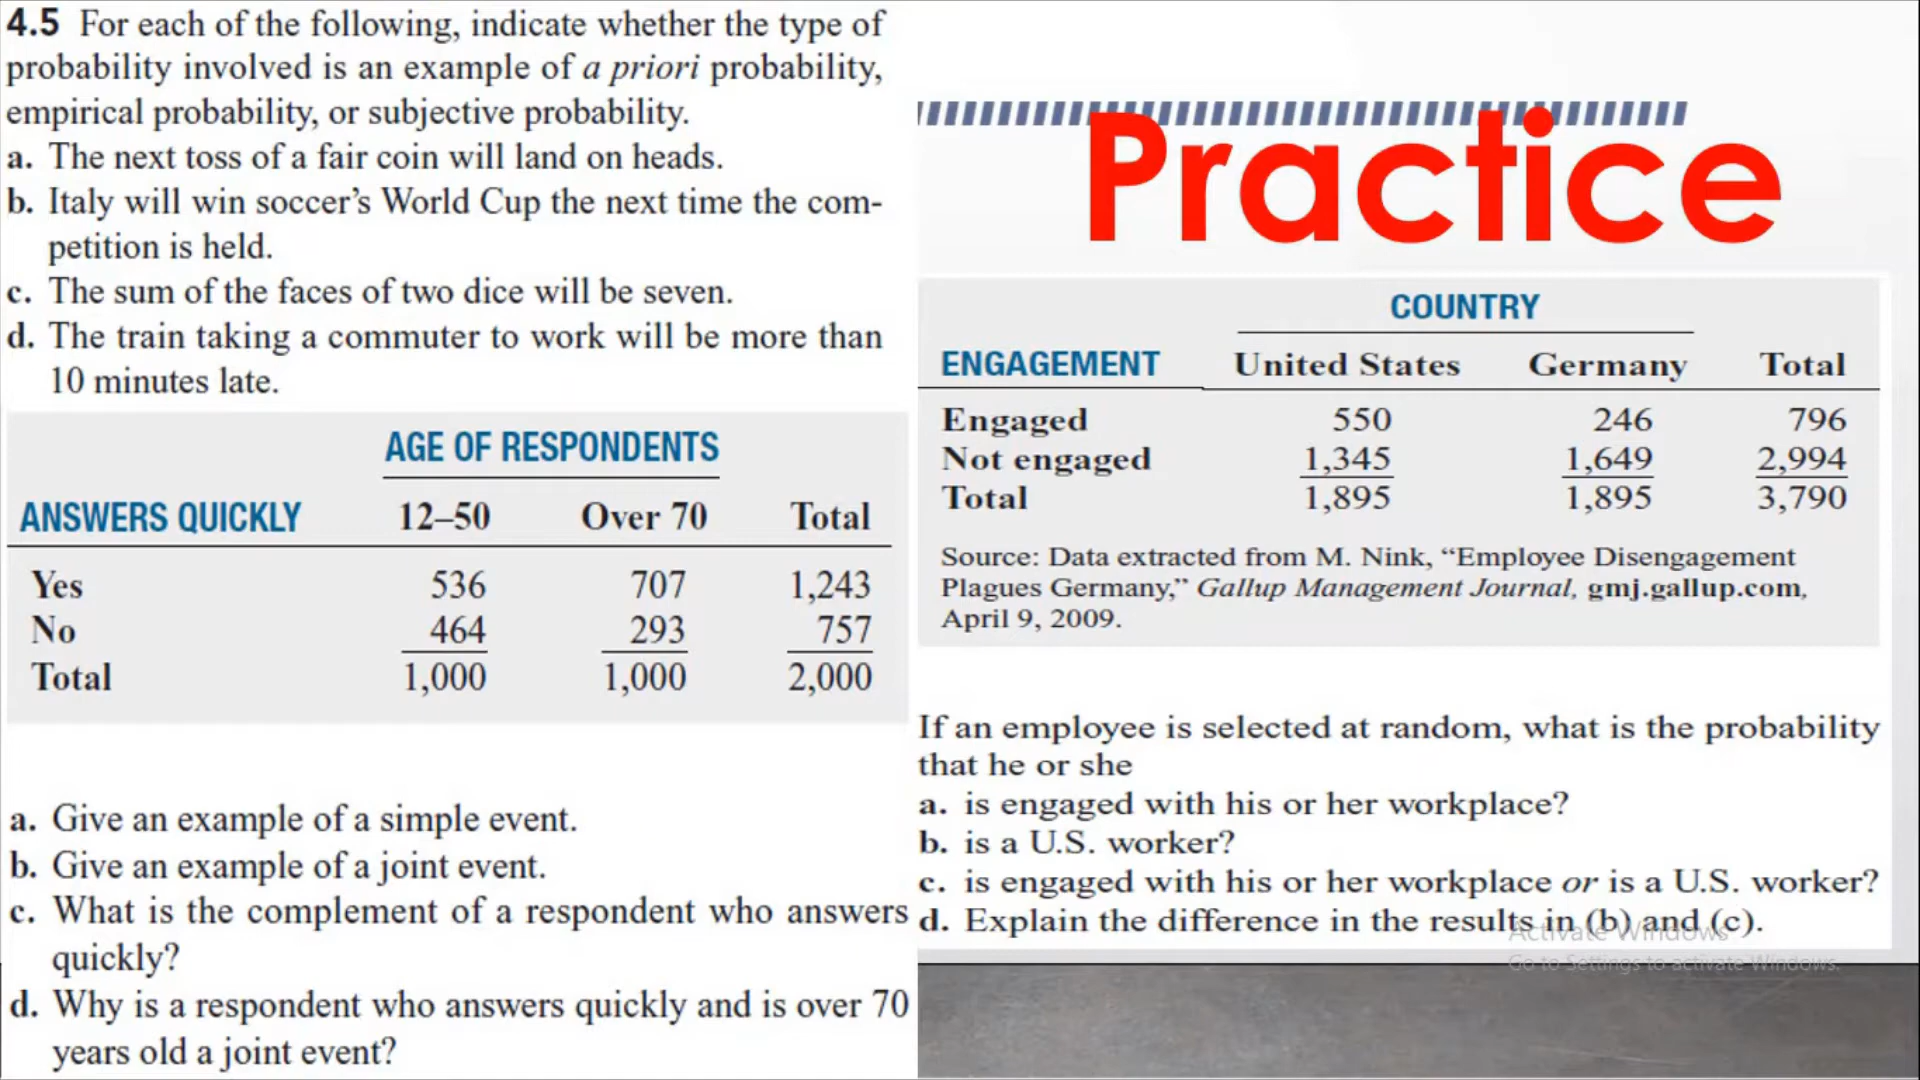 4.5 For each of the following, indicate whether the type of
probability involved is an example of a priori probability,
empirical probability, or subjective probability.
a. The next toss of a fair coin will land on heads.
b. Italy will win soccer’s World Cup the next time the com-
petition is held.
c. The sum of the faces of two dice will be seven.
d. The train taking a commuter to work will be more than
10 minutes late.
AGE OF RESPONDENTS
ANSWERS QUICKLY 12–50 Over 70 Total
Yes 536 707 1,243
No 464 293 757
Total 1,000 1,000 2,000
a. Give an example of a simple event.
b. Give an example of a joint event.
c. What is the complement of a respondent who answers
quickly?
d. Why is a respondent who answers quickly and is over 70
years old a joint event?
Practice
COUNTRY
ENGAGEMENT United States Germany Total
Engaged 550 246 796
Not engaged 1,345 1,649 2,994
Total 1,895 1,895 3,790
Source: Data extracted from M. Nink, “Employee Disengagement
Plagues Germany,” Gallup Management Journal, gmj.gallup.com,
April 9, 2009.
If an employee is selected at random, what is the probability
that he or she
a. is engaged with his or her workplace?
b. is a U.S. worker?
c. is engaged with his or her workplace or is a U.S. worker?
d. Explain the difference in the results in (b) and (c).
Activate Windows
Go to Settings to activate Windows.